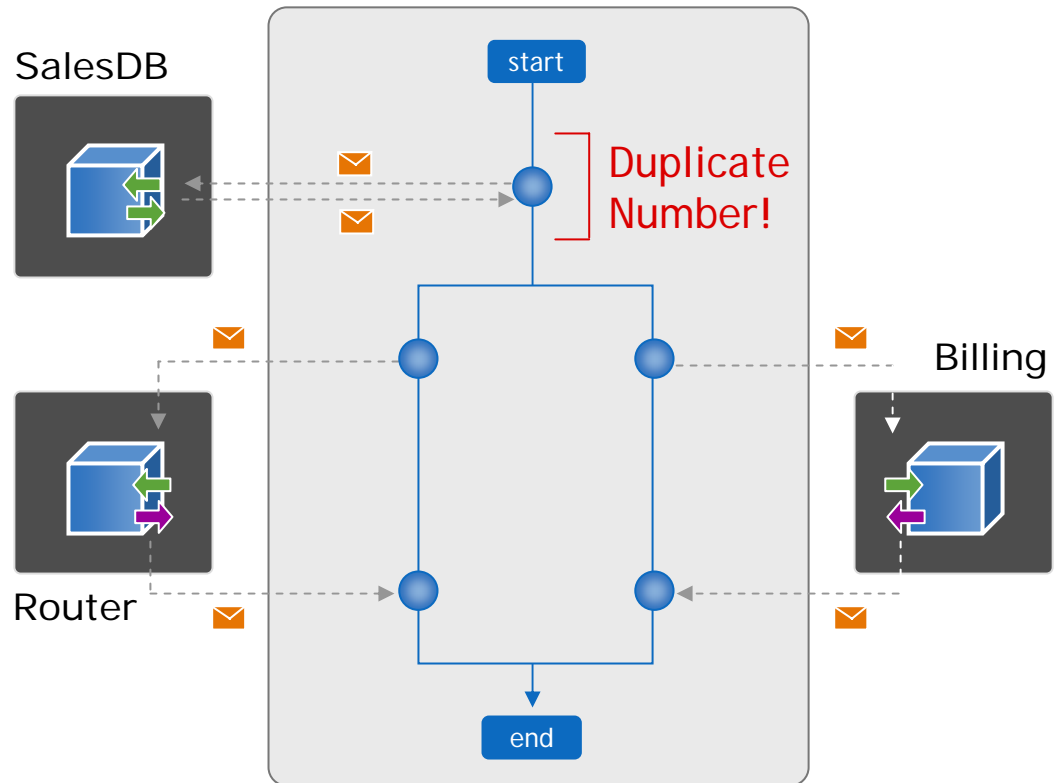 start
SalesDB
Duplicate
Number!
Billing
Router
end